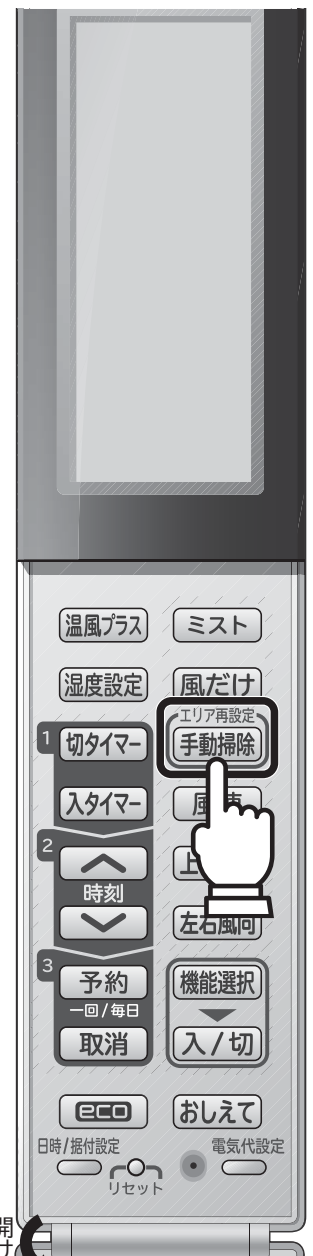 温風プラス ミスト
湿度設定 風だけ
エリア再設定
1 切タイマー 手動掃除
入タイマー
2
時刻
左右風向
3 予約 機能選択
一回/毎日
取消 入/切
eco おしえて
日時/据付設定 電気代設定
リセット
開